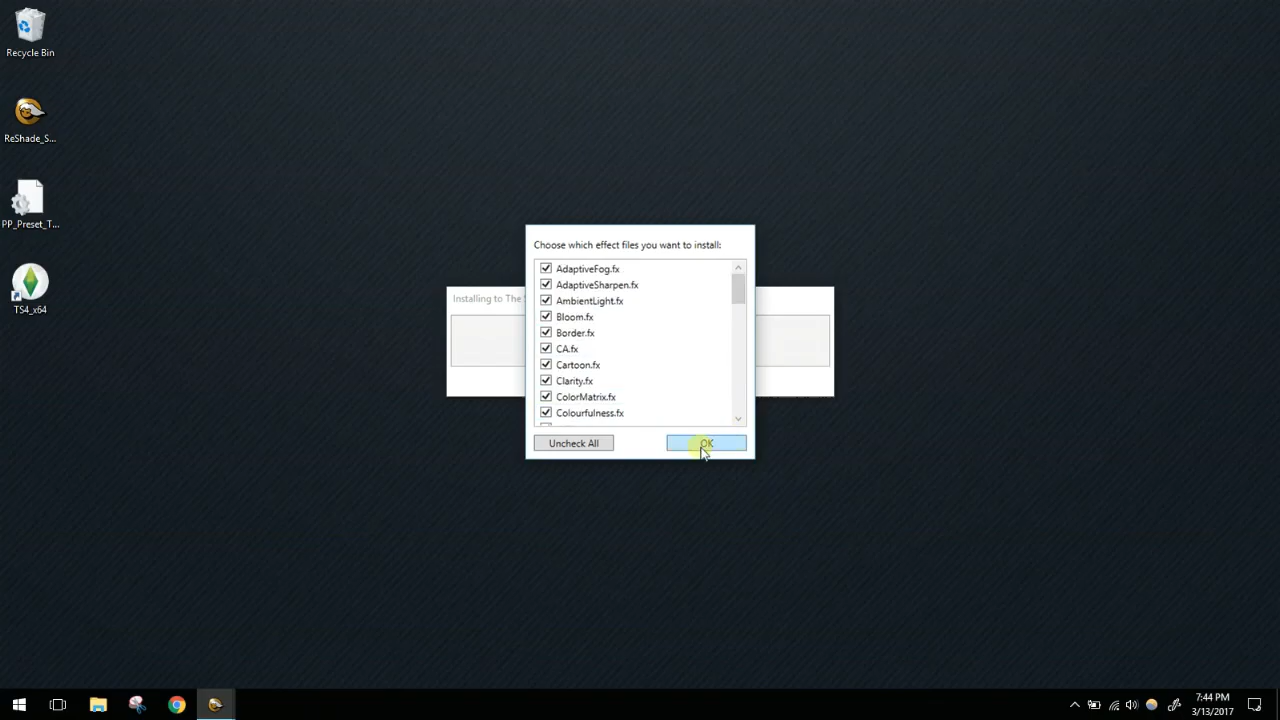 Recycle Bin
ReShade_S...
PP_Preset_T...
TS4_x64
Choose which effect files you want to install:
AdaptiveFog.fx
AdaptiveSharpen.fx
AmbientLight.fx
Bloom.fx
Border.fx
CA.fx
Cartoon.fx
Clarity.fx
ColorMatrix.fx
Colourfulness.fx
Installing to The
Uncheck All
OK
7:44 PM
3/13/2017